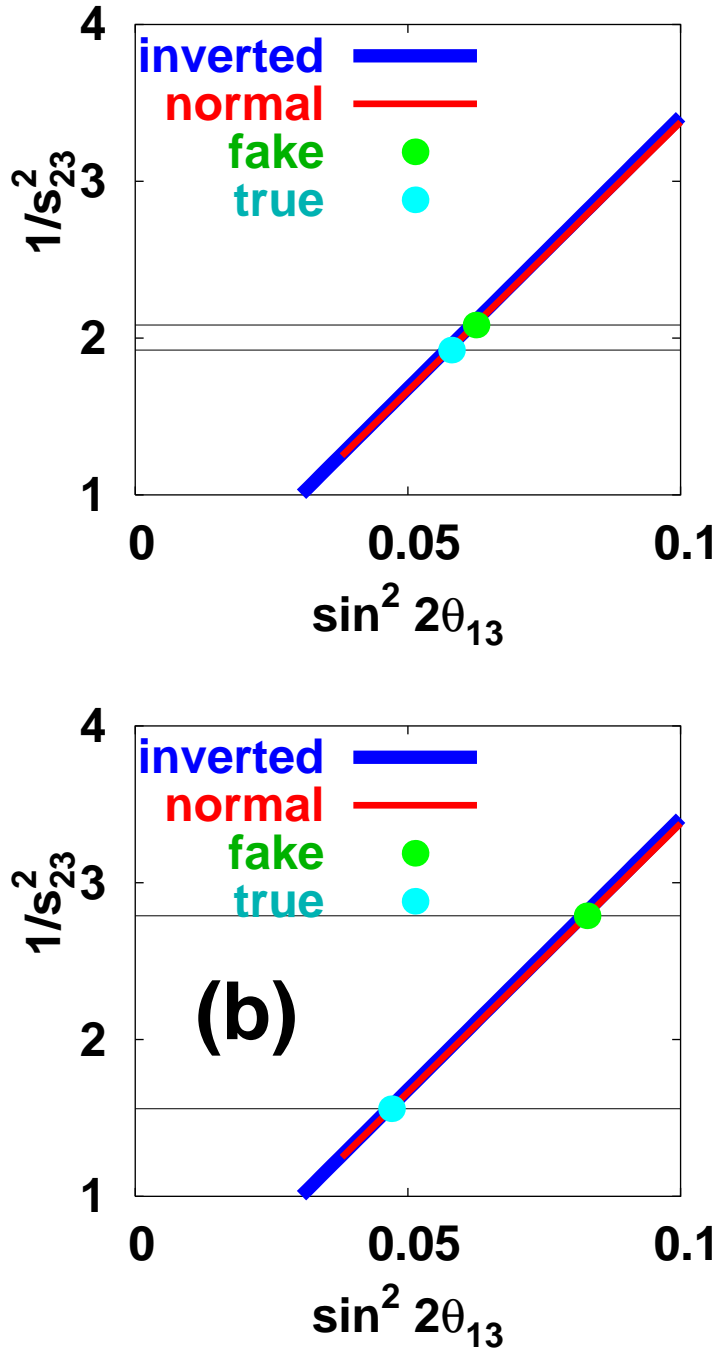 4
inverted
normal
fake
true
3
2
1
1/s²₂₃
0 0.05 0.1
sin² 2θ₁₃
4
inverted
normal
fake
true
3
2
1
1/s²₂₃
(b)
0 0.05 0.1
sin² 2θ₁₃